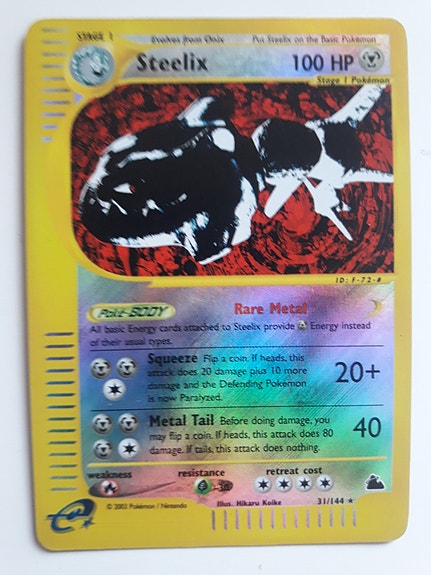 STAGE 1 Evolves from Onix Put Steelix on the Basic Pokémon
Steelix 100 HP
Stage 1 Pokémon
ID: F-72-#
Poké-BODY Rare Metal
All basic Energy cards attached to Steelix provide Energy instead
of their usual types.
Squeeze Flip a coin. If heads, this
attack does 20 damage plus 10 more
damage and the Defending Pokémon
is now Paralyzed.
20+
Metal Tail Before doing damage, you
may flip a coin. If heads, this attack does 80
damage. If tails, this attack does nothing.
40
weakness resistance retreat cost
-30
e
© 2003 Pokémon / Nintendo
Illus. Hikaru Koike 31/144 ★